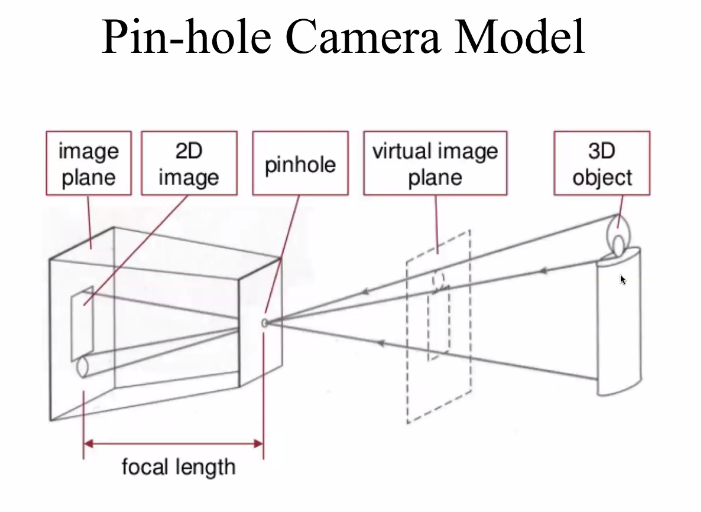 Pin-hole Camera Model
image
plane
2D
image
pinhole
virtual image
plane
3D
object
focal length